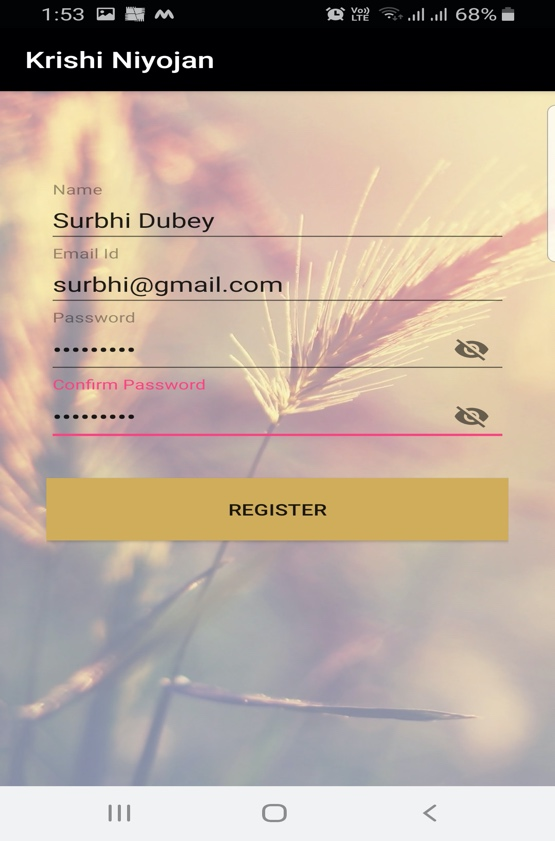 1:53 Vo)) LTE 68%
Krishi Niyojan
Name
Surbhi Dubey
Email Id
surbhi@gmail.com
Password
•••••••••
Confirm Password
•••••••••
REGISTER